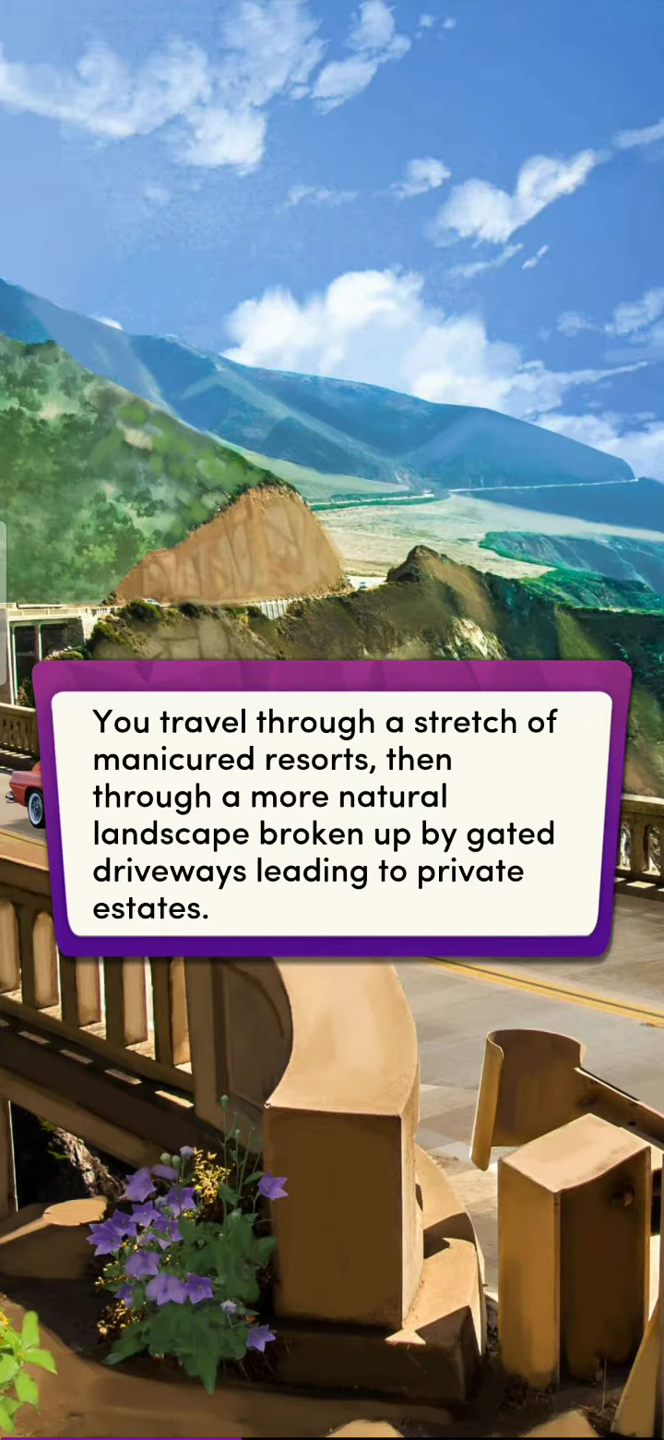 You travel through a stretch of
manicured resorts, then
through a more natural
landscape broken up by gated
driveways leading to private
estates.